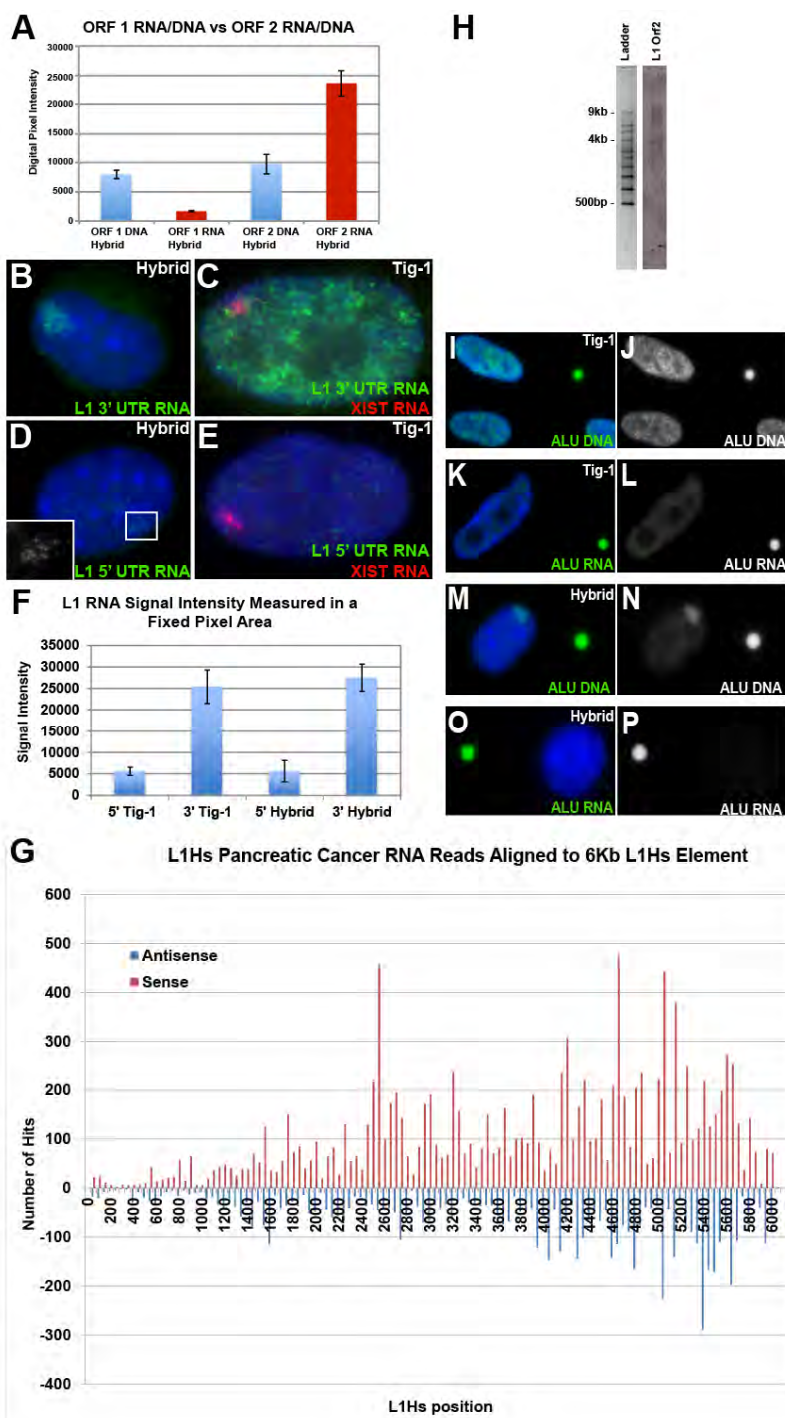 A
ORF 1 RNA/DNA vs ORF 2 RNA/DNA
Digital Pixel Intensity
30000
25000
20000
15000
10000
5000
0
ORF 1 DNA Hybrid
ORF 1 RNA Hybrid
ORF 2 DNA Hybrid
ORF 2 RNA Hybrid
H
Ladder
L1 Orf2
9kb -
4kb -
500bp -
B
Hybrid
L1 3' UTR RNA
C
Tig-1
L1 3' UTR RNA
XIST RNA
D
Hybrid
L1 5' UTR RNA
E
Tig-1
L1 5' UTR RNA
XIST RNA
I
Tig-1
ALU DNA
J
ALU DNA
K
Tig-1
ALU RNA
L
ALU RNA
M
Hybrid
ALU DNA
N
ALU DNA
O
Hybrid
ALU RNA
P
ALU RNA
F
L1 RNA Signal Intensity Measured in a
Fixed Pixel Area
Signal Intensity
35000
30000
25000
20000
15000
10000
5000
0
5' Tig-1
3' Tig-1
5' Hybrid
3' Hybrid
G
L1Hs Pancreatic Cancer RNA Reads Aligned to 6Kb L1Hs Element
Number of Hits
600
500
400
300
200
100
0
-100
-200
-300
-400
Antisense
Sense
0 200 400 600 800 1000 1200 1400 1600 1800 2000 2200 2400 2600 2800 3000 3200 3400 3600 3800 4000 4200 4400 4600 4800 5000 5200 5400 5600 5800 6000
L1Hs position